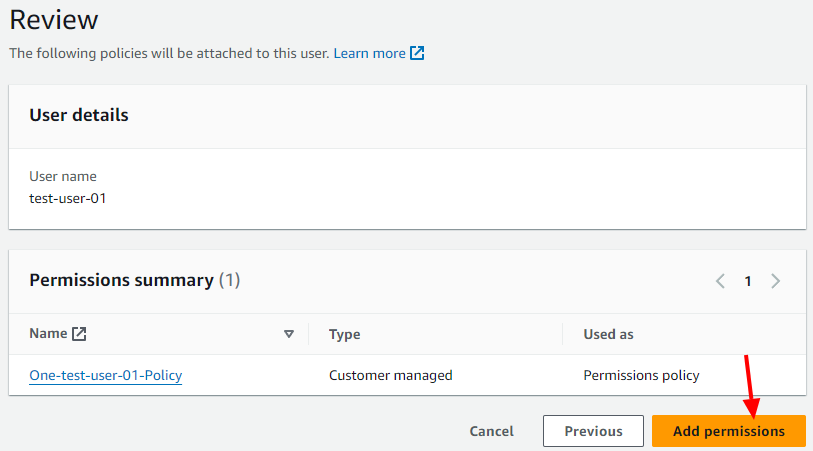 Review
The following policies will be attached to this user. Learn more
User details
User name
test-user-01
Permissions summary (1)
1
Name Type Used as
One-test-user-01-Policy Customer managed Permissions policy
Cancel Previous Add permissions